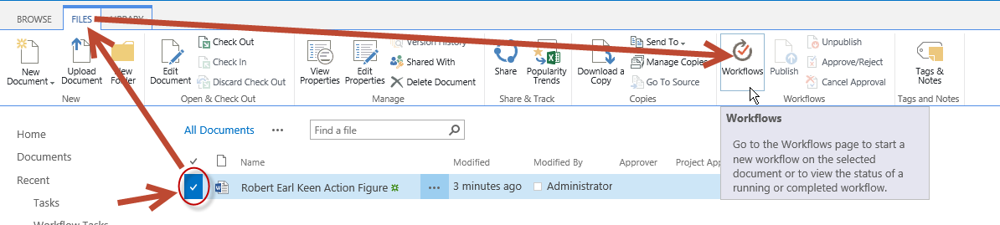 BROWSE FILES LIBRARY
New Document Upload Document New Folder
New
Edit Document Check Out
Check In
Discard Check Out
Open & Check Out
View Properties Edit Properties Version History
Shared With
Delete Document
Manage
Share Popularity Trends
Share & Track
Download a Copy Send To
Manage Copies
Go To Source
Copies
Workflows Publish Unpublish
Approve/Reject
Cancel Approval
Workflows
Tags & Notes
Tags and Notes
Workflows
Go to the Workflows page to start a
new workflow on the selected
document or to view the status of a
running or completed workflow.
Home
Documents
Recent
Tasks
Workflow Tasks
All Documents ••• Find a file
Name Modified Modified By Approver Project App
Robert Earl Keen Action Figure ••• 3 minutes ago Administrator